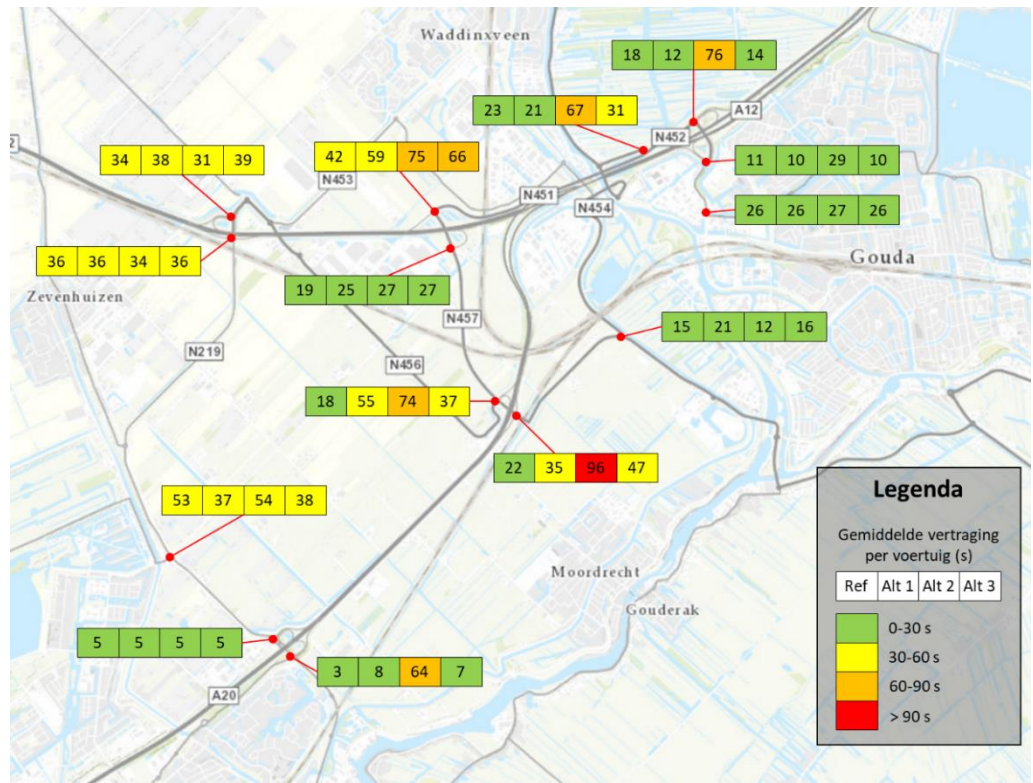 Waddinxveen
18 12 76 14
A12
23 21 67 31
N452
34 38 31 39
42 59 75 66
N453
11 10 29 10
N451
N454
26 26 27 26
36 36 34 36
Gouda
19 25 27 27
Zevenhuizen
N457
15 21 12 16
N219
N456
18 55 74 37
22 35 96 47
53 37 54 38
Moordrecht
Gouderak
5 5 5 5
3 8 64 7
A20
Legenda
Gemiddelde vertraging
per voertuig (s)
Ref Alt 1 Alt 2 Alt 3
0-30 s
30-60 s
60-90 s
> 90 s